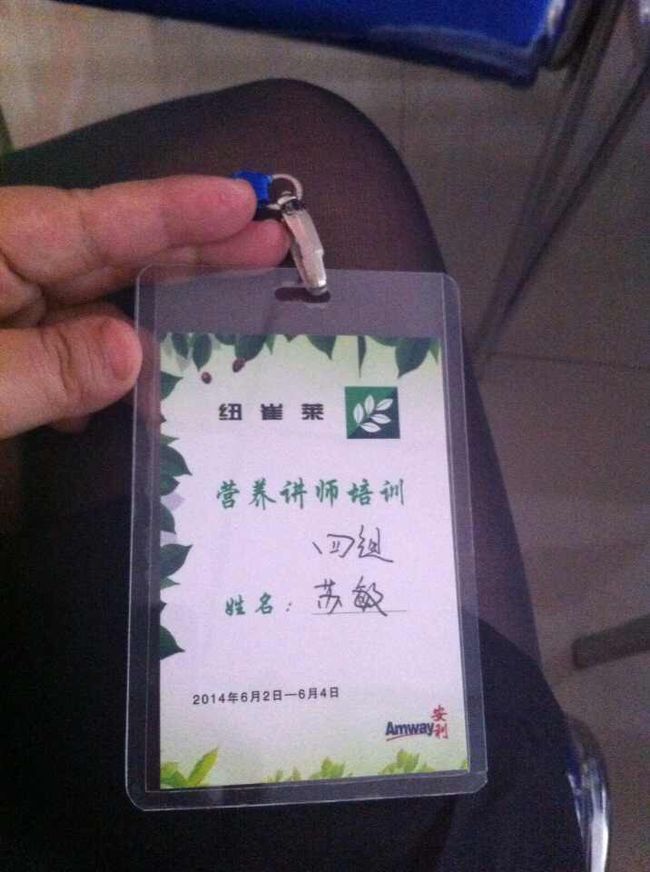 纽崔莱
营养讲师培训
四组
姓名：苏敏
2014年6月2日—6月4日
Amway安利